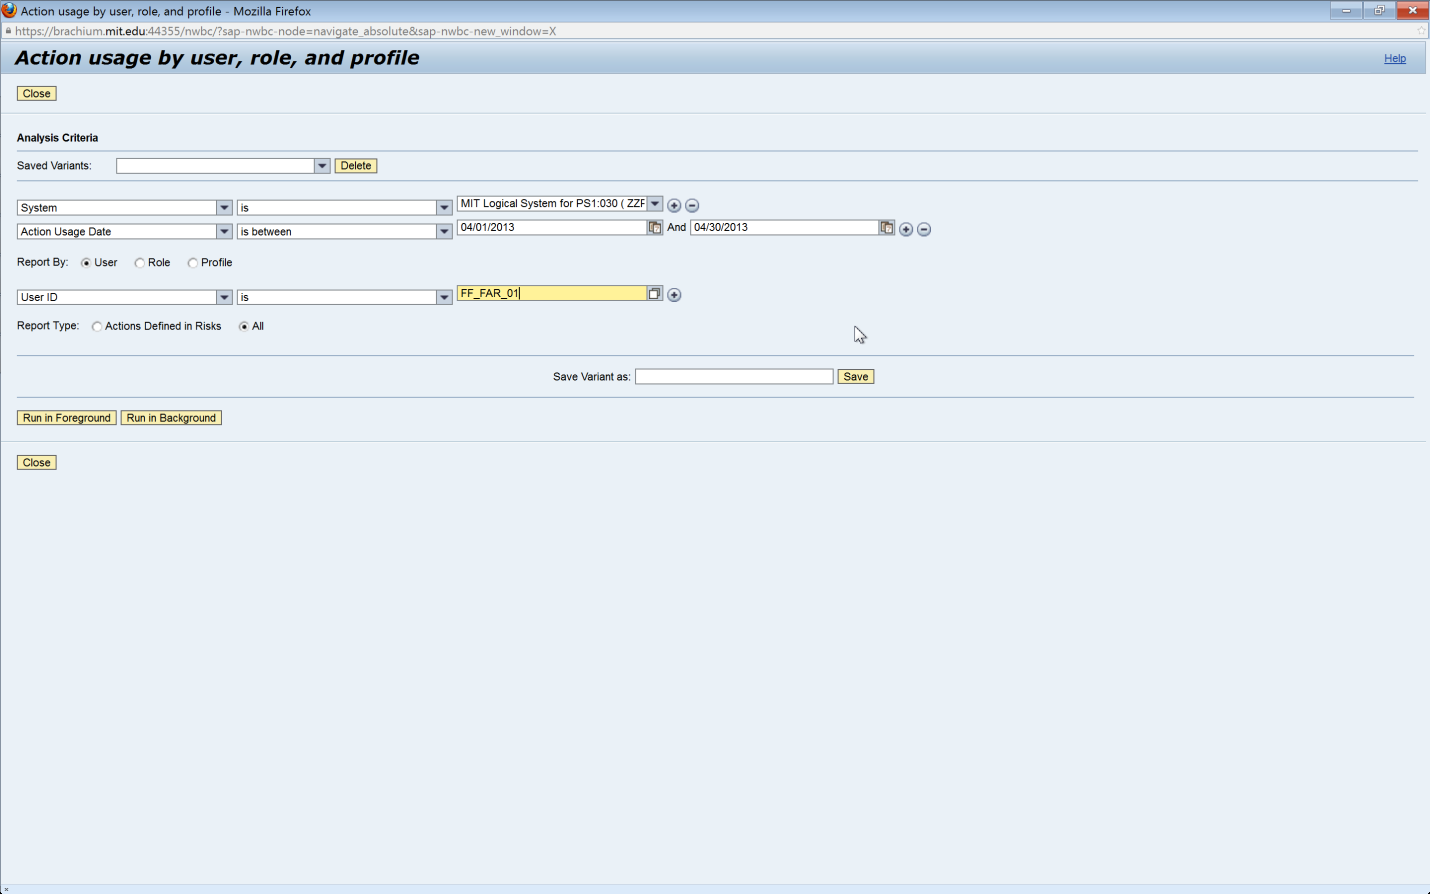 Action usage by user, role, and profile - Mozilla Firefox
https://brachium.mit.edu:44355/nwbc/?sap-nwbc-node=navigate_absolute&sap-nwbc-new_window=X
Action usage by user, role, and profile Help
Close
Analysis Criteria
Saved Variants: Delete
System is MIT Logical System for PS1:030 ( ZZF
Action Usage Date is between 04/01/2013 And 04/30/2013
Report By: User Role Profile
User ID is FF_FAR_01
Report Type: Actions Defined in Risks All
Save Variant as: Save
Run in Foreground Run in Background
Close